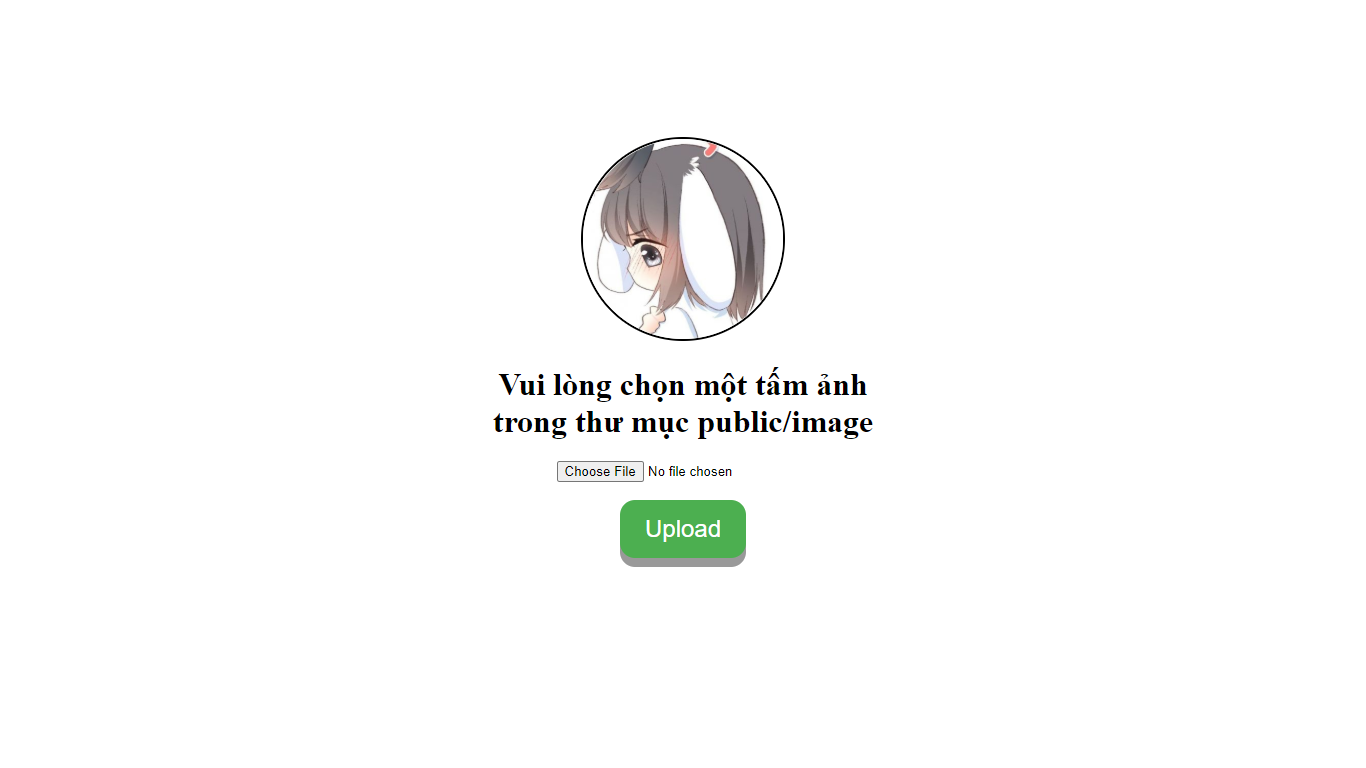 Vui lòng chọn một tấm ảnh
trong thư mục public/image
Choose File No file chosen
Upload